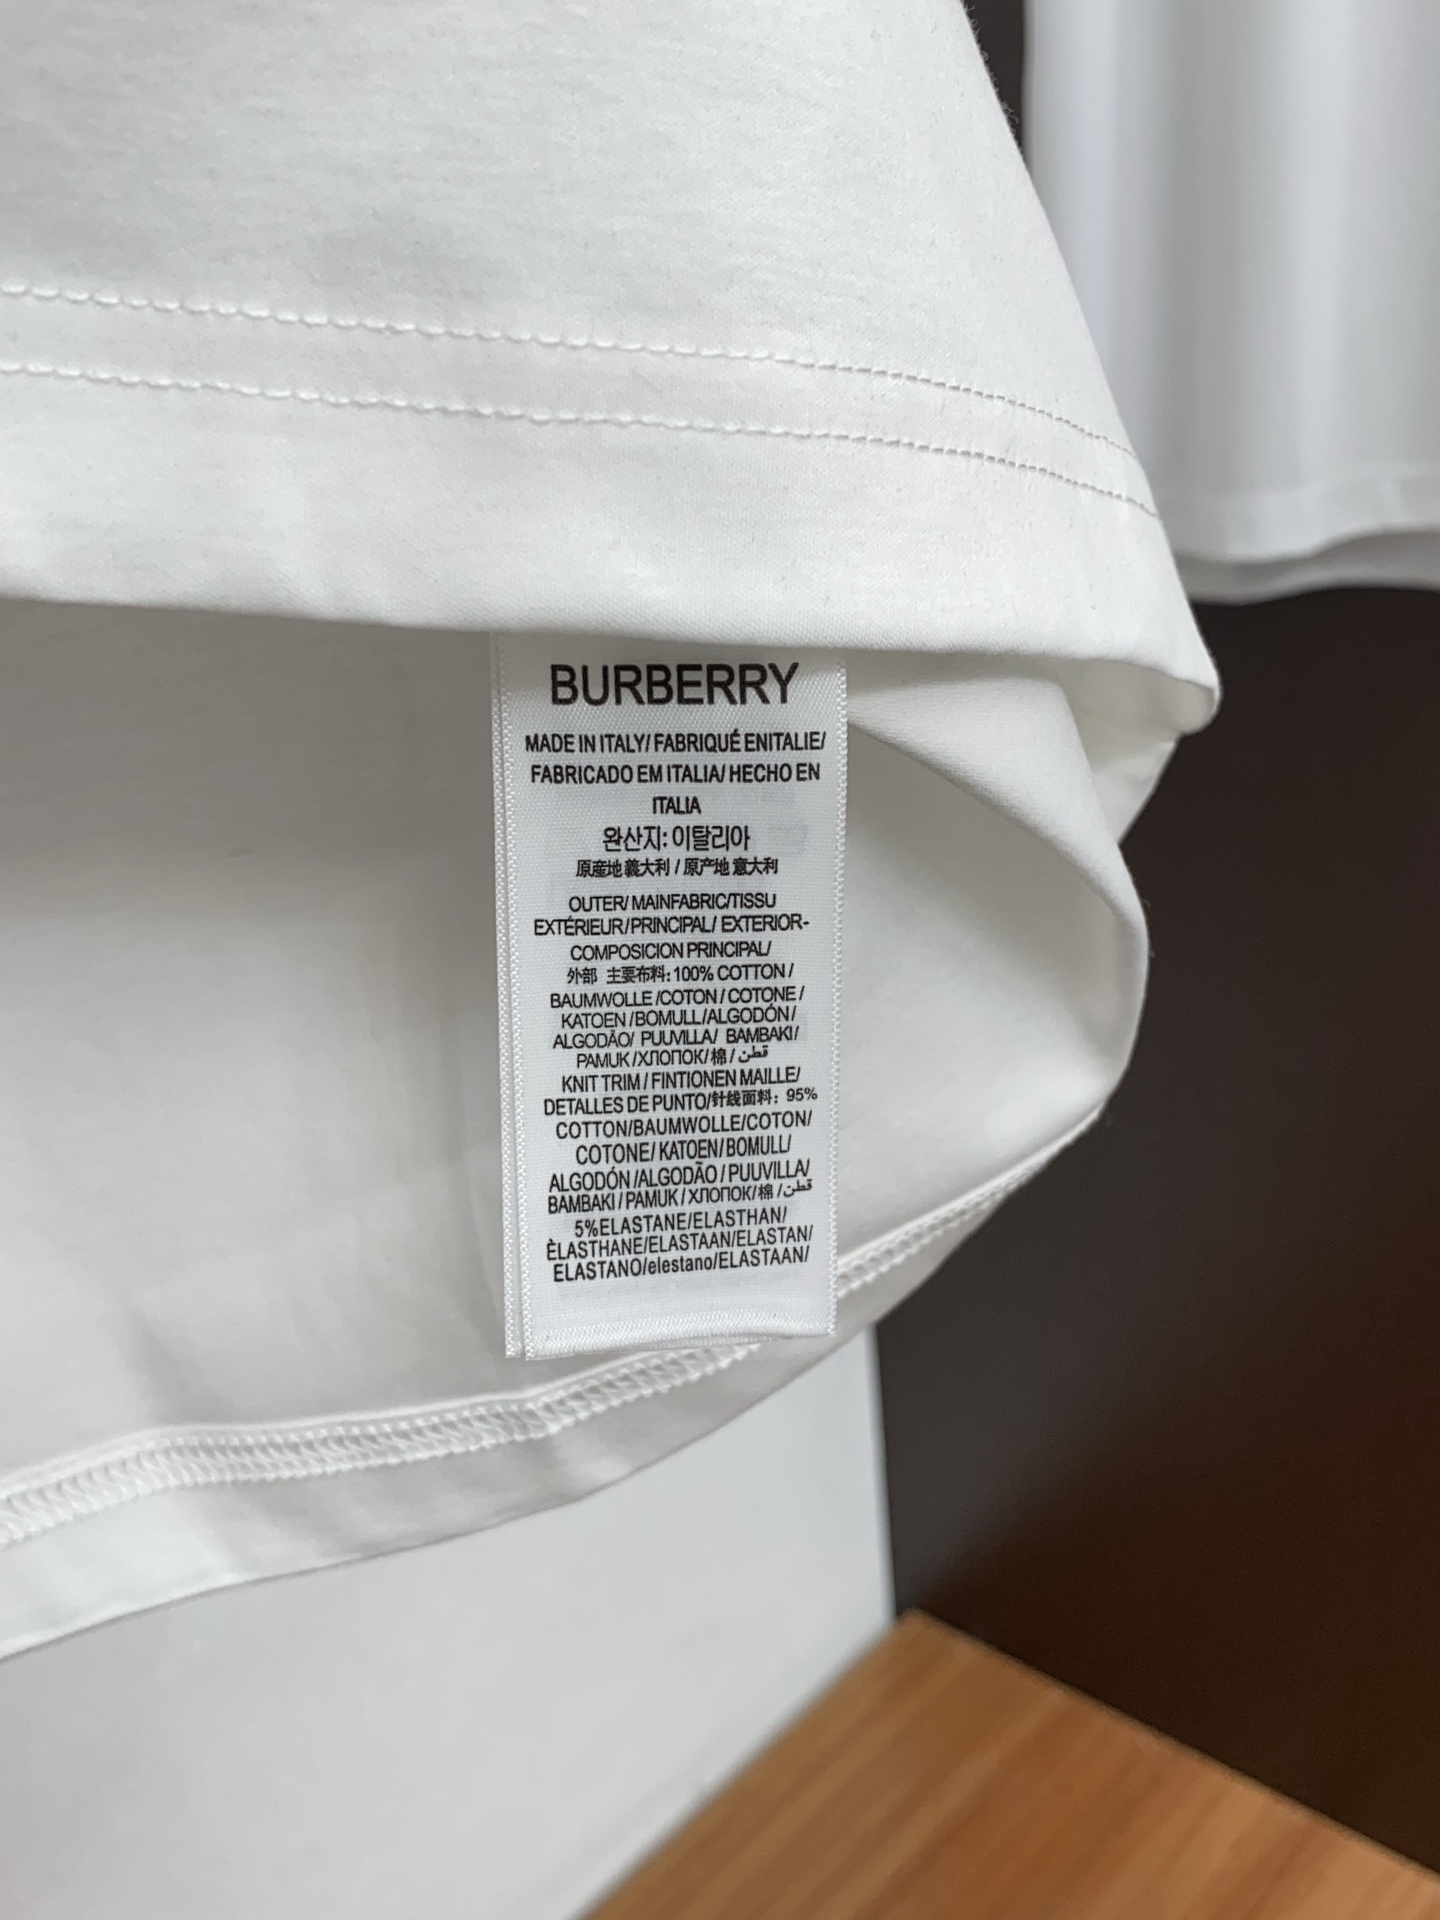 BURBERRY
MADE IN ITALY/ FABRIQUÉ ENITALIE/
FABRICADO EM ITALIA/ HECHO EN
ITALIA
완산지: 이탈리아
原産地 義大利 / 原产地 意大利
OUTER/ MAINFABRIC/TISSU
EXTÉRIEUR/PRINCIPAL/ EXTERIOR-
COMPOSICION PRINCIPAL/
外部 主要布料: 100% COTTON /
BAUMWOLLE /COTON / COTONE /
KATOEN /BOMULL/ALGODÓN /
ALGODÃO/ PUUVILLA/ BAMBAKI/
PAMUK /ХЛОПОК/ 棉 / قطن
KNIT TRIM / FINTIONEN MAILLE/
DETALLES DE PUNTO/针线面料: 95%
COTTON/BAUMWOLLE/COTON/
COTONE/ KATOEN/ BOMULL/
ALGODÓN /ALGODÃO / PUUVILLA/
BAMBAKI / PAMUK / ХЛОПОК/ 棉 /قطن
5%ELASTANE/ELASTHAN/
ÈLASTHANE/ELASTAAN/ELASTAN/
ELASTANO/elestano/ELASTAAN/